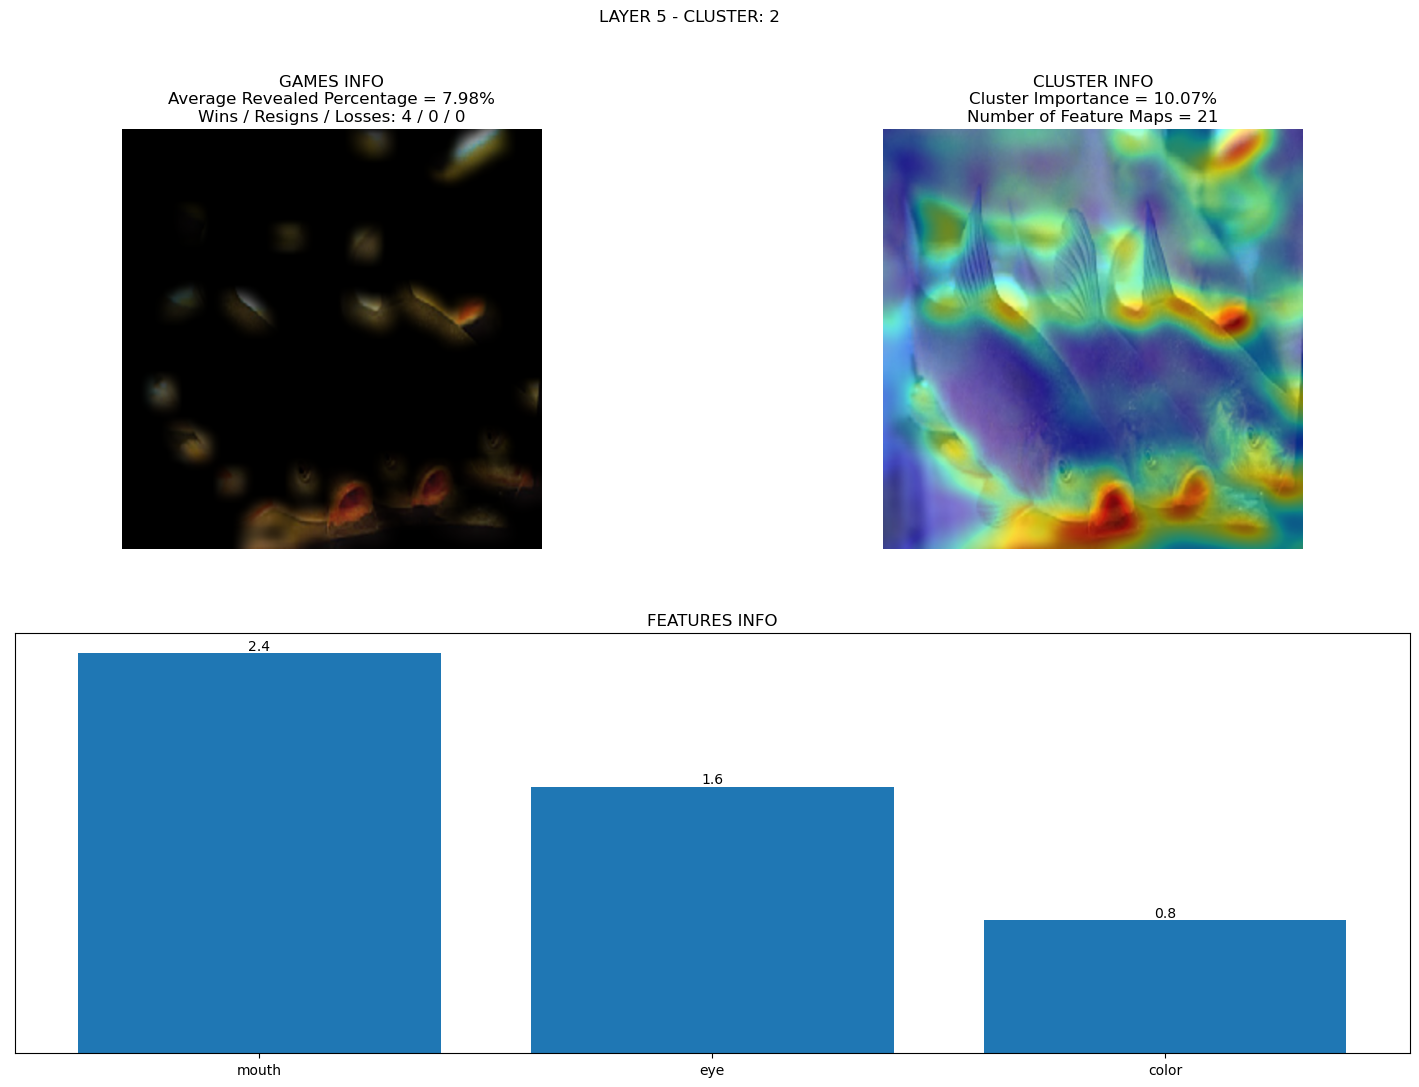 LAYER 5 - CLUSTER: 2
GAMES INFO
Average Revealed Percentage = 7.98%
Wins / Resigns / Losses: 4 / 0 / 0
CLUSTER INFO
Cluster Importance = 10.07%
Number of Feature Maps = 21
FEATURES INFO
2.4
1.6
0.8
mouth
eye
color